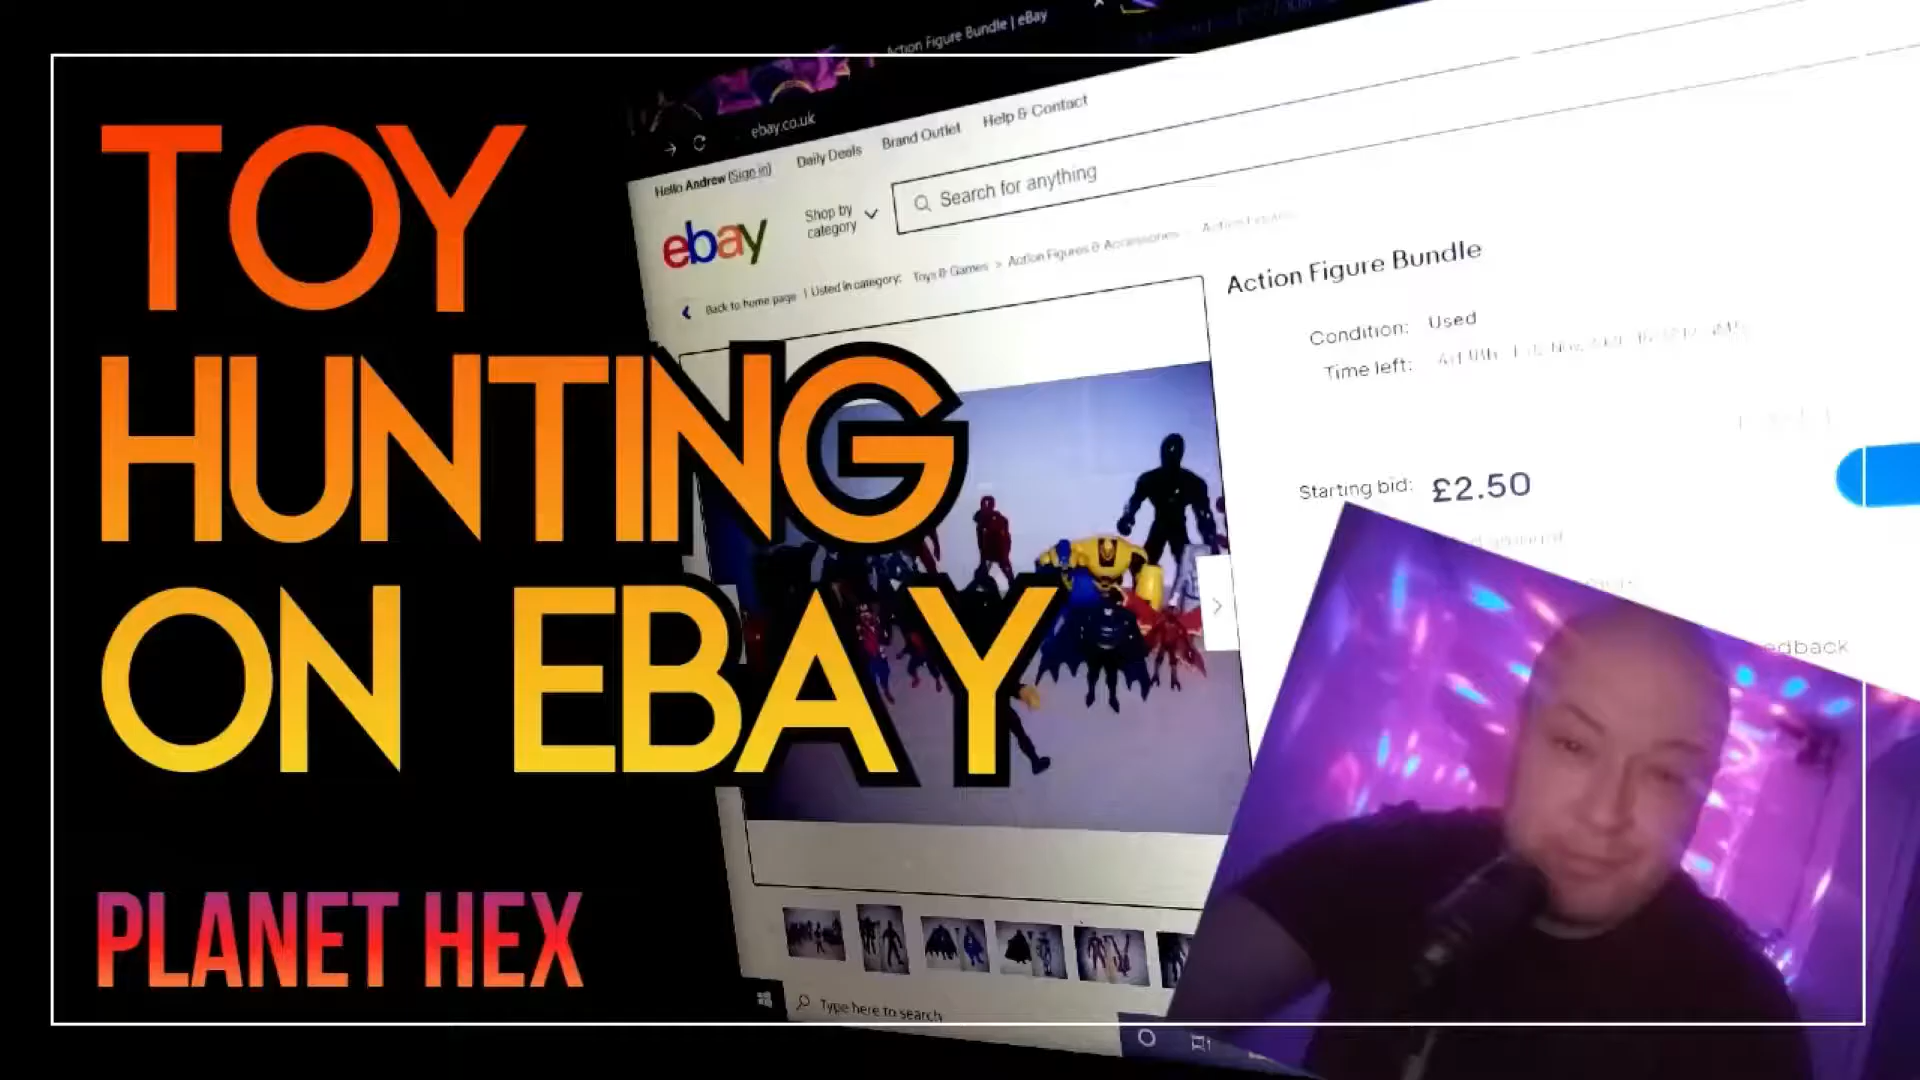 TOY
HUNTING
ON EBAY
PLANET HEX
Action Figure Bundle | eBay
ebay.co.uk
Hello Andrew (Sign in)
Daily Deals
Brand Outlet
Help & Contact
ebay
Shop by
category
Search for anything
Back to home page | Listed in category: Toys & Games > Action Figures & Accessories > Action Figures
Action Figure Bundle
Condition: Used
Time left:
Starting bid: £2.50
edback
Type here to search